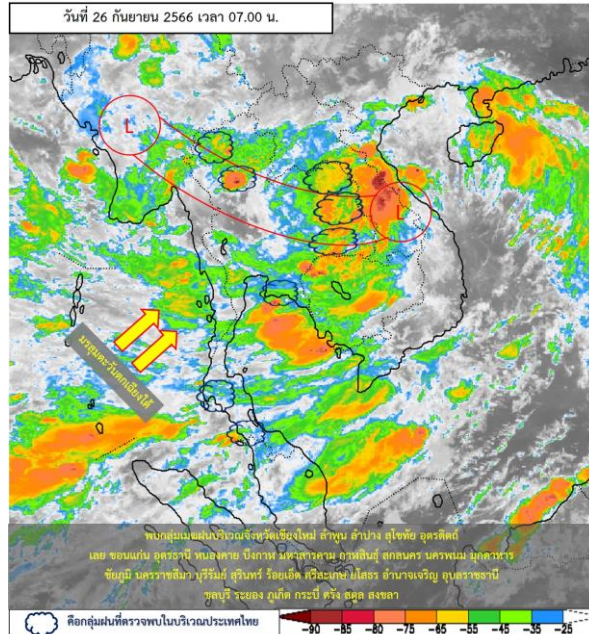 วันที่ 26 กันยายน 2566 เวลา 07.00 น.
L
L
มรสุมตะวันตกเฉียงใต้
พบกลุ่มเมฆฝนบริเวณจังหวัดเชียงใหม่ ลำพูน ลำปาง สุโขทัย อุตรดิตถ์
เลย ขอนแก่น อุดรธานี หนองคาย บึงกาฬ มหาสารคาม กาฬสินธุ์ สกลนคร นครพนม มุกดาหาร
ชัยภูมิ นครราชสีมา บุรีรัมย์ สุรินทร์ ร้อยเอ็ด ศรีสะเกษ ยโสธร อำนาจเจริญ อุบลราชธานี
ชลบุรี ระยอง ภูเก็ต กระบี่ ตรัง สตูล สงขลา
คือกลุ่มฝนที่ตรวจพบในบริเวณประเทศไทย
-90 -85 -80 -75 -65 -55 -45 -35 -25